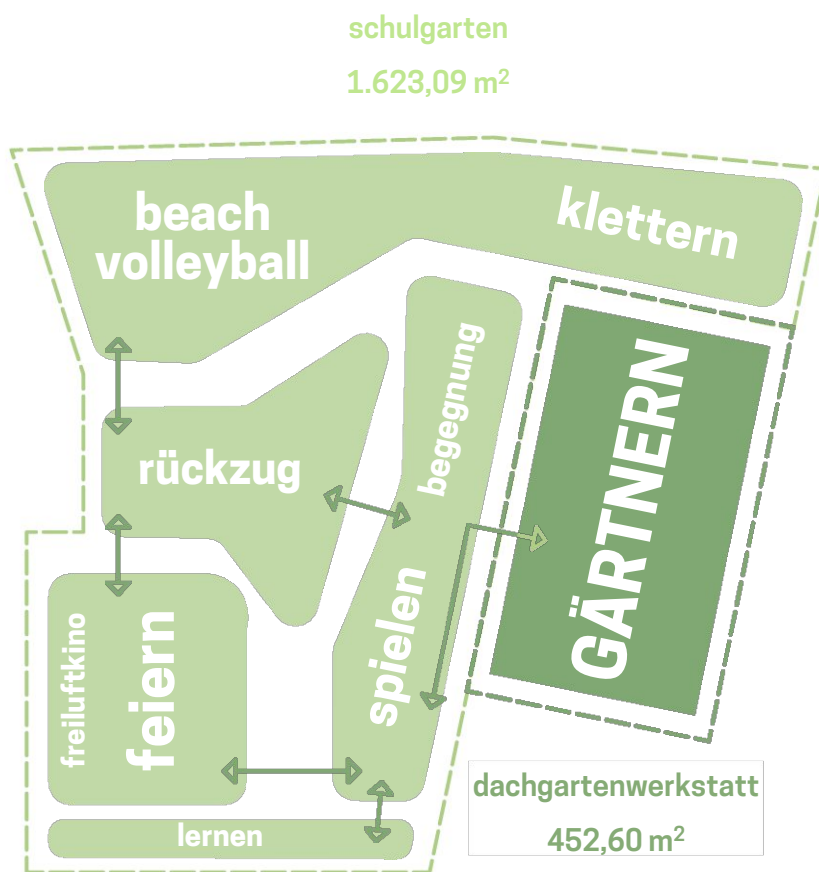 schulgarten
1.623,09 m²
beach
volleyball
klettern
begegnung
rückzug
GÄRTNERN
spielen
freiluftkino
feiern
lernen
dachgartenwerkstatt
452,60 m²